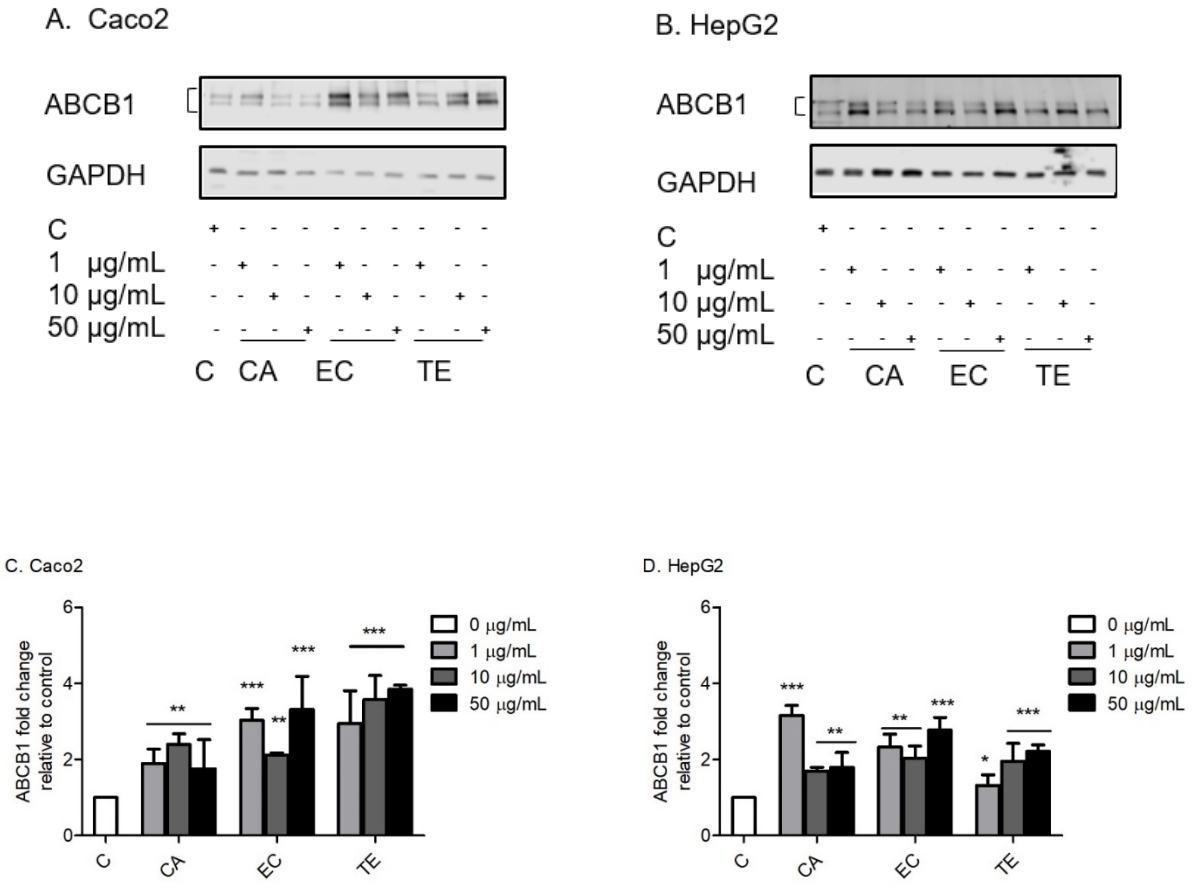 A. Caco2
ABCB1
GAPDH
C + - - - - - - - - -
1 µg/mL - + - - + - - + - -
10 µg/mL - - + - - + - - + -
50 µg/mL - - - + - - + - - +
C CA EC TE
B. HepG2
ABCB1
GAPDH
C + - - - - - - - - -
1 µg/mL - + - - + - - + - -
10 µg/mL - - + - - + - - + -
50 µg/mL - - - + - - + - - +
C CA EC TE
C. Caco2
ABCB1 fold change
relative to control
6
4
2
0
**
***
**
***
***
C CA EC TE
0 µg/mL
1 µg/mL
10 µg/mL
50 µg/mL
D. HepG2
ABCB1 fold change
relative to control
6
4
2
0
***
**
**
***
*
***
C CA EC TE
0 µg/mL
1 µg/mL
10 µg/mL
50 µg/mL